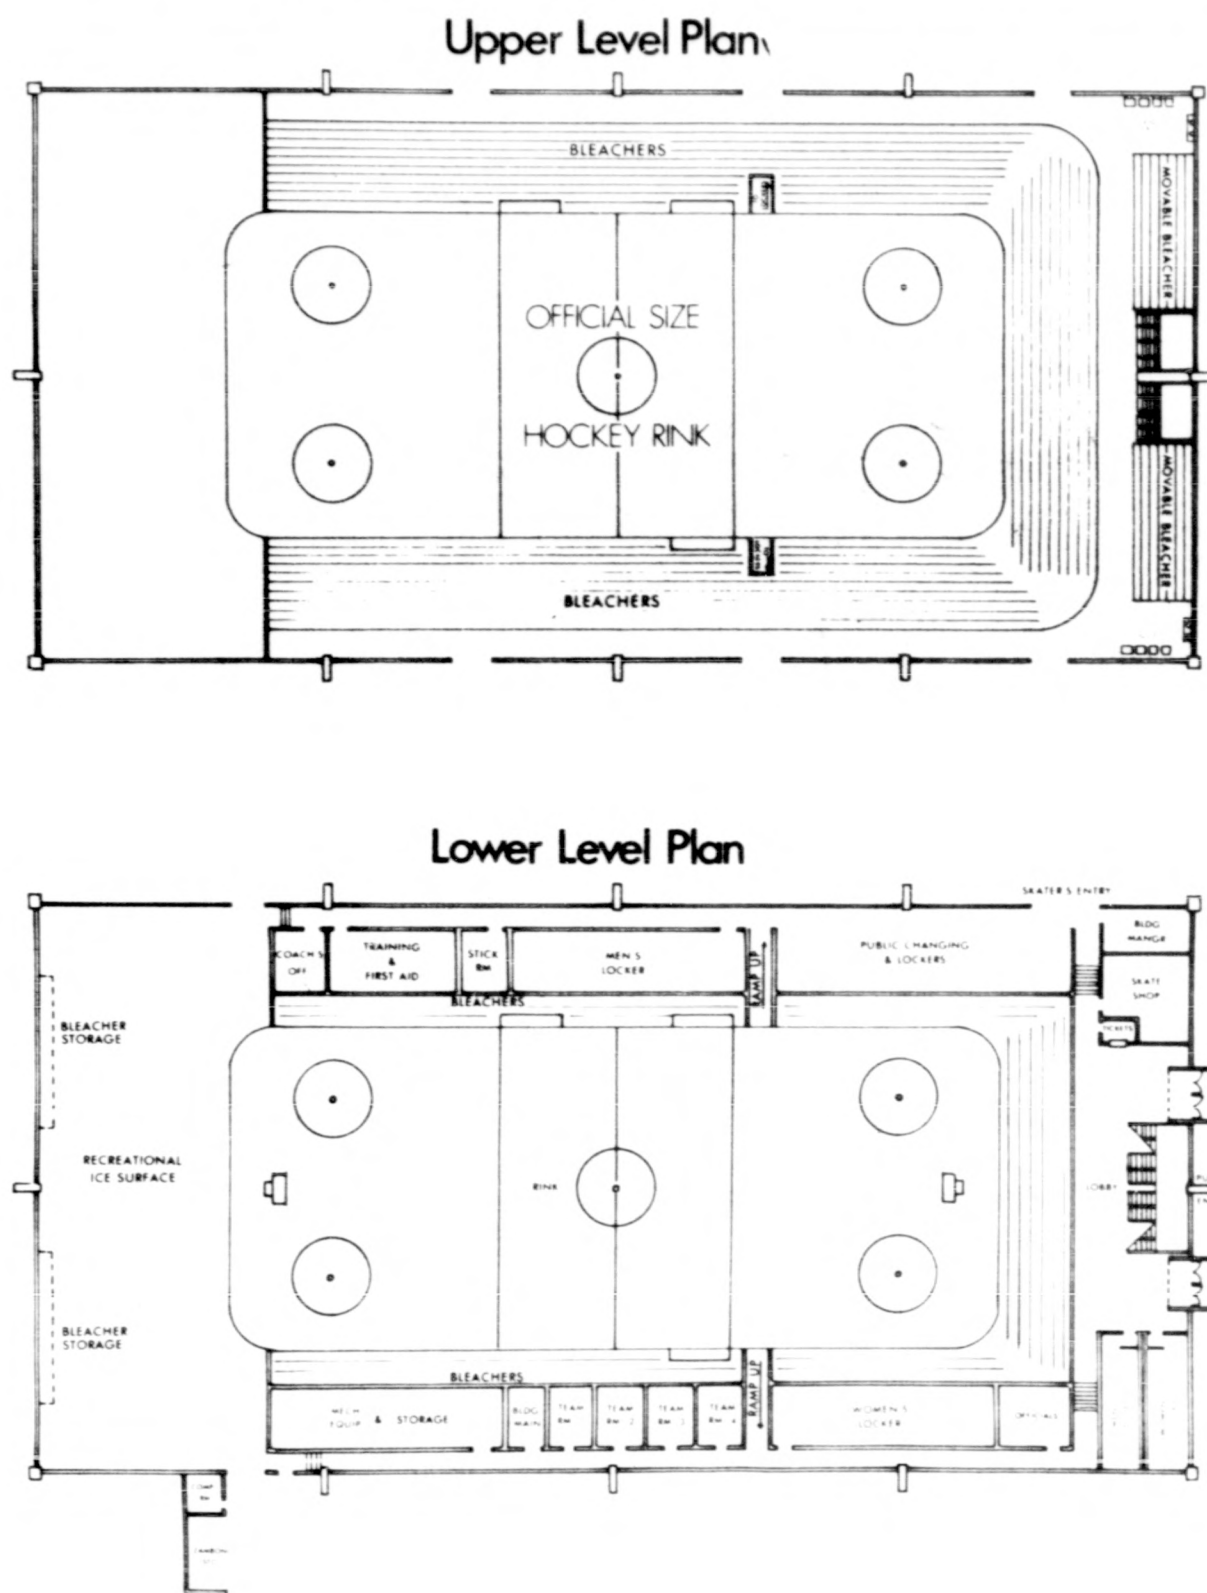 Upper Level Plan
BLEACHERS
MOVABLE BLEACHER
OFFICIAL SIZE
HOCKEY RINK
MOVABLE BLEACHER
BLEACHERS
Lower Level Plan
SKATER'S ENTRY
COACH'S
OFF
TRAINING
&
FIRST AID
STICK
RM
MEN'S
LOCKER
RAMP UP
PUBLIC CHANGING
& LOCKERS
BLDG
MANGR
SKATE
SHOP
TICKETS
BLEACHERS
BLEACHER
STORAGE
RECREATIONAL
ICE SURFACE
RINK
LOBBY
BLEACHER
STORAGE
BLEACHERS
RAMP UP
MECH
EQUIP & STORAGE
BLDG
MAIN
TEAM
RM
TEAM
RM 2
TEAM
RM 3
TEAM
RM 4
WOMEN'S
LOCKER
OFFICIALS